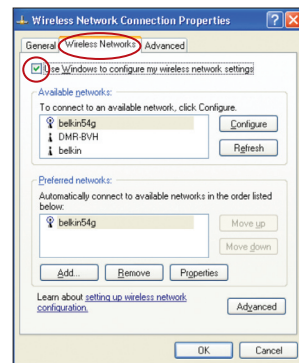 Wireless Network Connection Properties
General Wireless Networks Advanced
Use Windows to configure my wireless network settings
Available networks:
To connect to an available network, click Configure.
belkin54g
DMR-BVH
belkin
Configure
Refresh
Preferred networks:
Automatically connect to available networks in the order listed
below:
belkin54g
Move up
Move down
Add... Remove Properties
Learn about setting up wireless network
configuration.
Advanced
OK Cancel